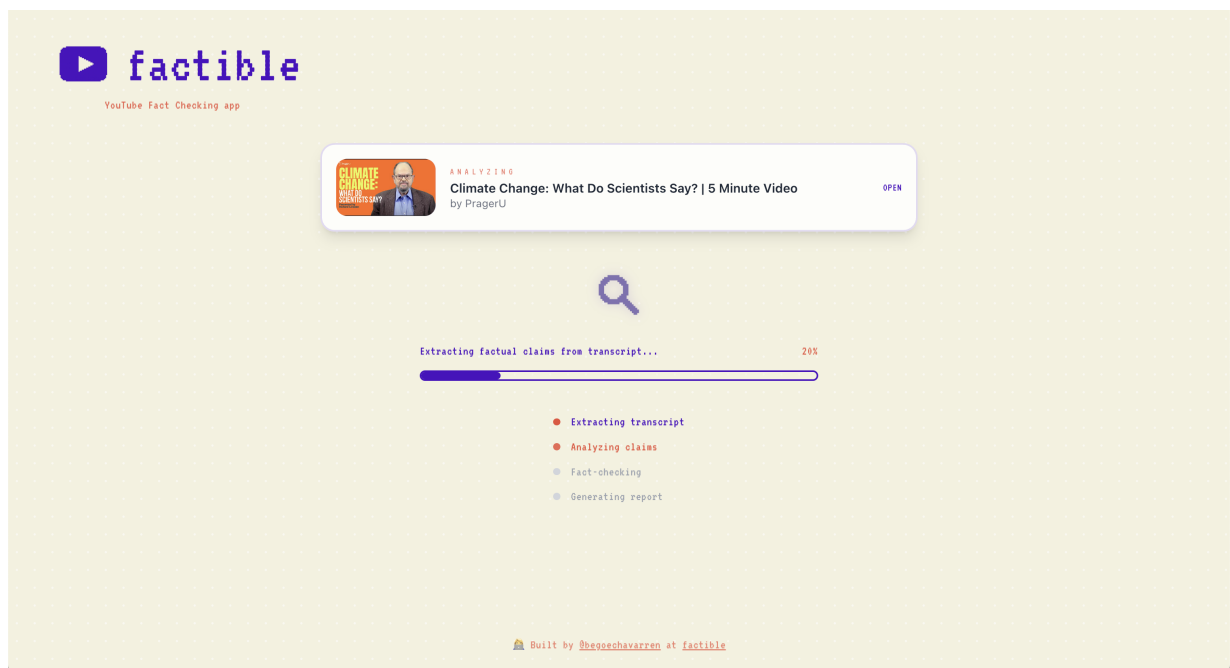 factible
YouTube Fact Checking app
CLIMATE
CHANGE:
WHAT DO
SCIENTISTS SAY?
ANALYZING
Climate Change: What Do Scientists Say? | 5 Minute Video
by PragerU
OPEN
Extracting factual claims from transcript... 20%
Extracting transcript
Analyzing claims
Fact-checking
Generating report
Built by @begoechavarren at factible